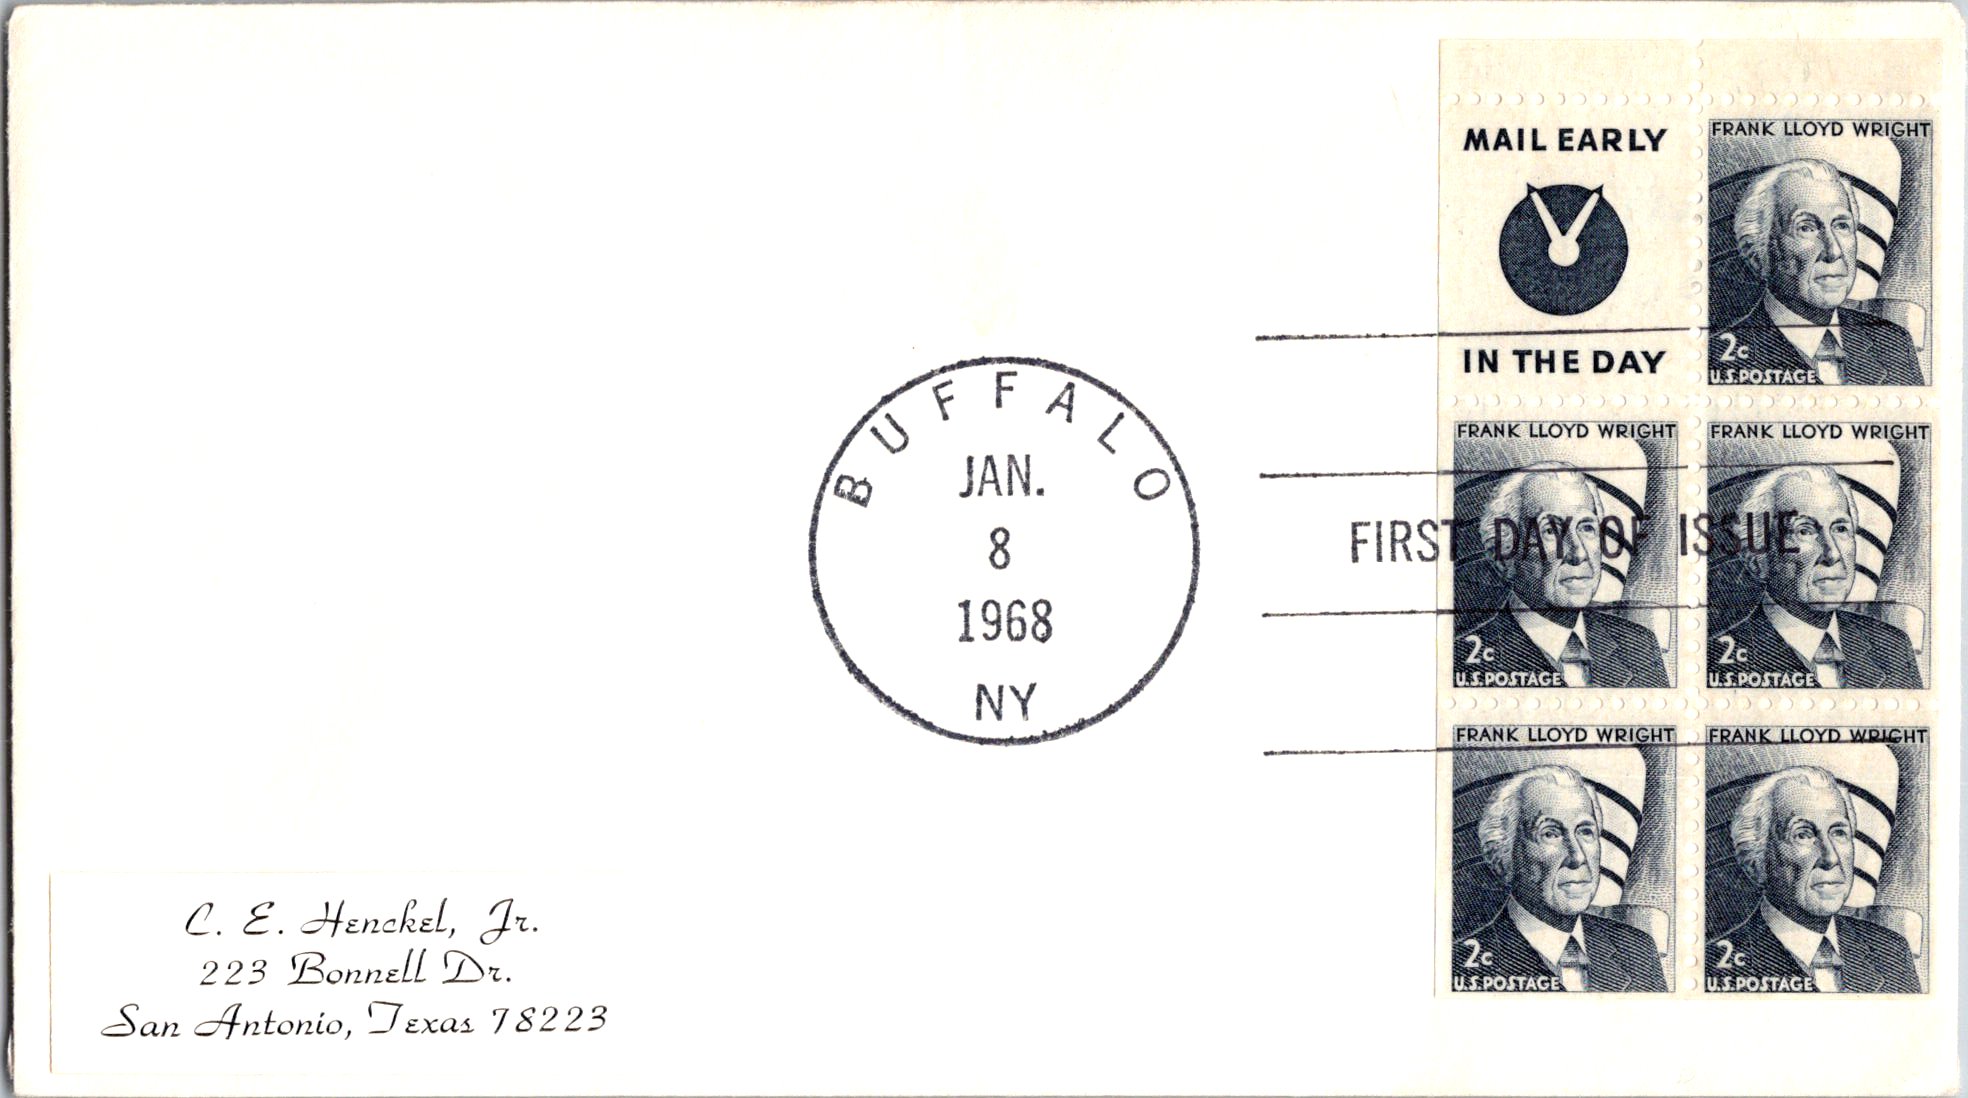 MAIL EARLY
IN THE DAY
FRANK LLOYD WRIGHT
2c
U.S. POSTAGE
FRANK LLOYD WRIGHT
2c
U.S. POSTAGE
FRANK LLOYD WRIGHT
2c
U.S. POSTAGE
FRANK LLOYD WRIGHT
2c
U.S. POSTAGE
FRANK LLOYD WRIGHT
2c
U.S. POSTAGE
BUFFALO
JAN.
8
1968
NY
FIRST DAY OF ISSUE
C. E. Henckel, Jr.
223 Bonnell Dr.
San Antonio, Texas 78223